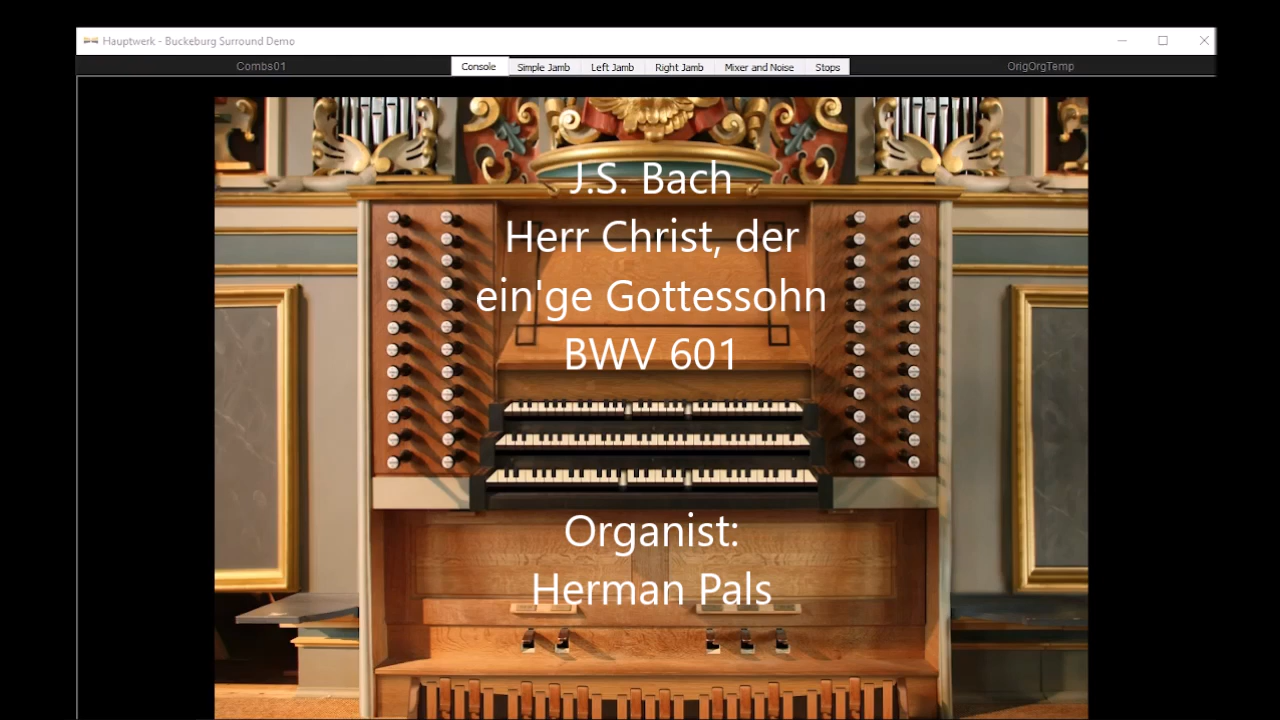 Hauptwerk - Buckeburg Surround Demo
Combs01 Console Simple Jamb Left Jamb Right Jamb Mixer and Noise Stops OrigOrgTemp
J.S. Bach
Herr Christ, der
ein'ge Gottessohn
BWV 601
Organist:
Herman Pals